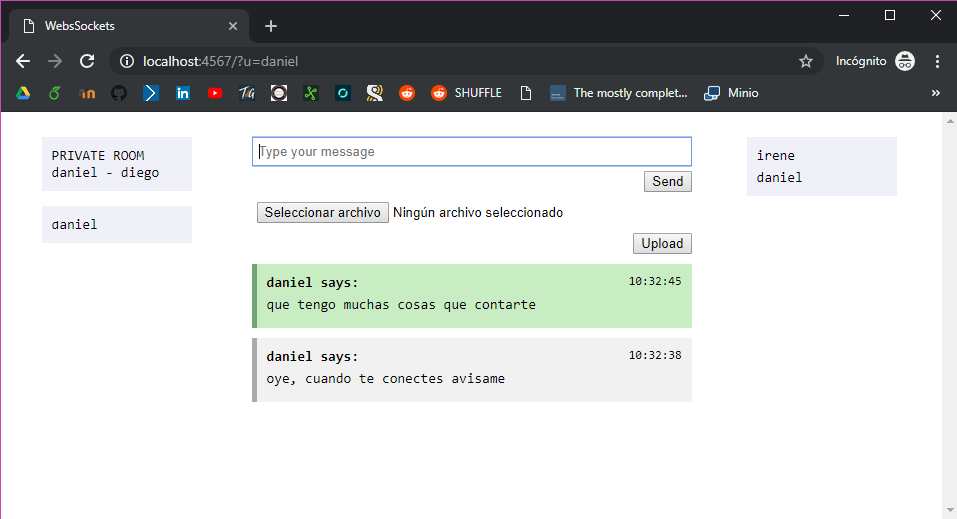 WebsSockets
localhost:4567/?u=daniel
Incógnito
in
TiG
SHUFFLE
The mostly complet...
Minio
»
PRIVATE ROOM
daniel - diego
daniel
Type your message
Send
Seleccionar archivo Ningún archivo seleccionado
Upload
daniel says: 10:32:45
que tengo muchas cosas que contarte
daniel says: 10:32:38
oye, cuando te conectes avisame
irene
daniel